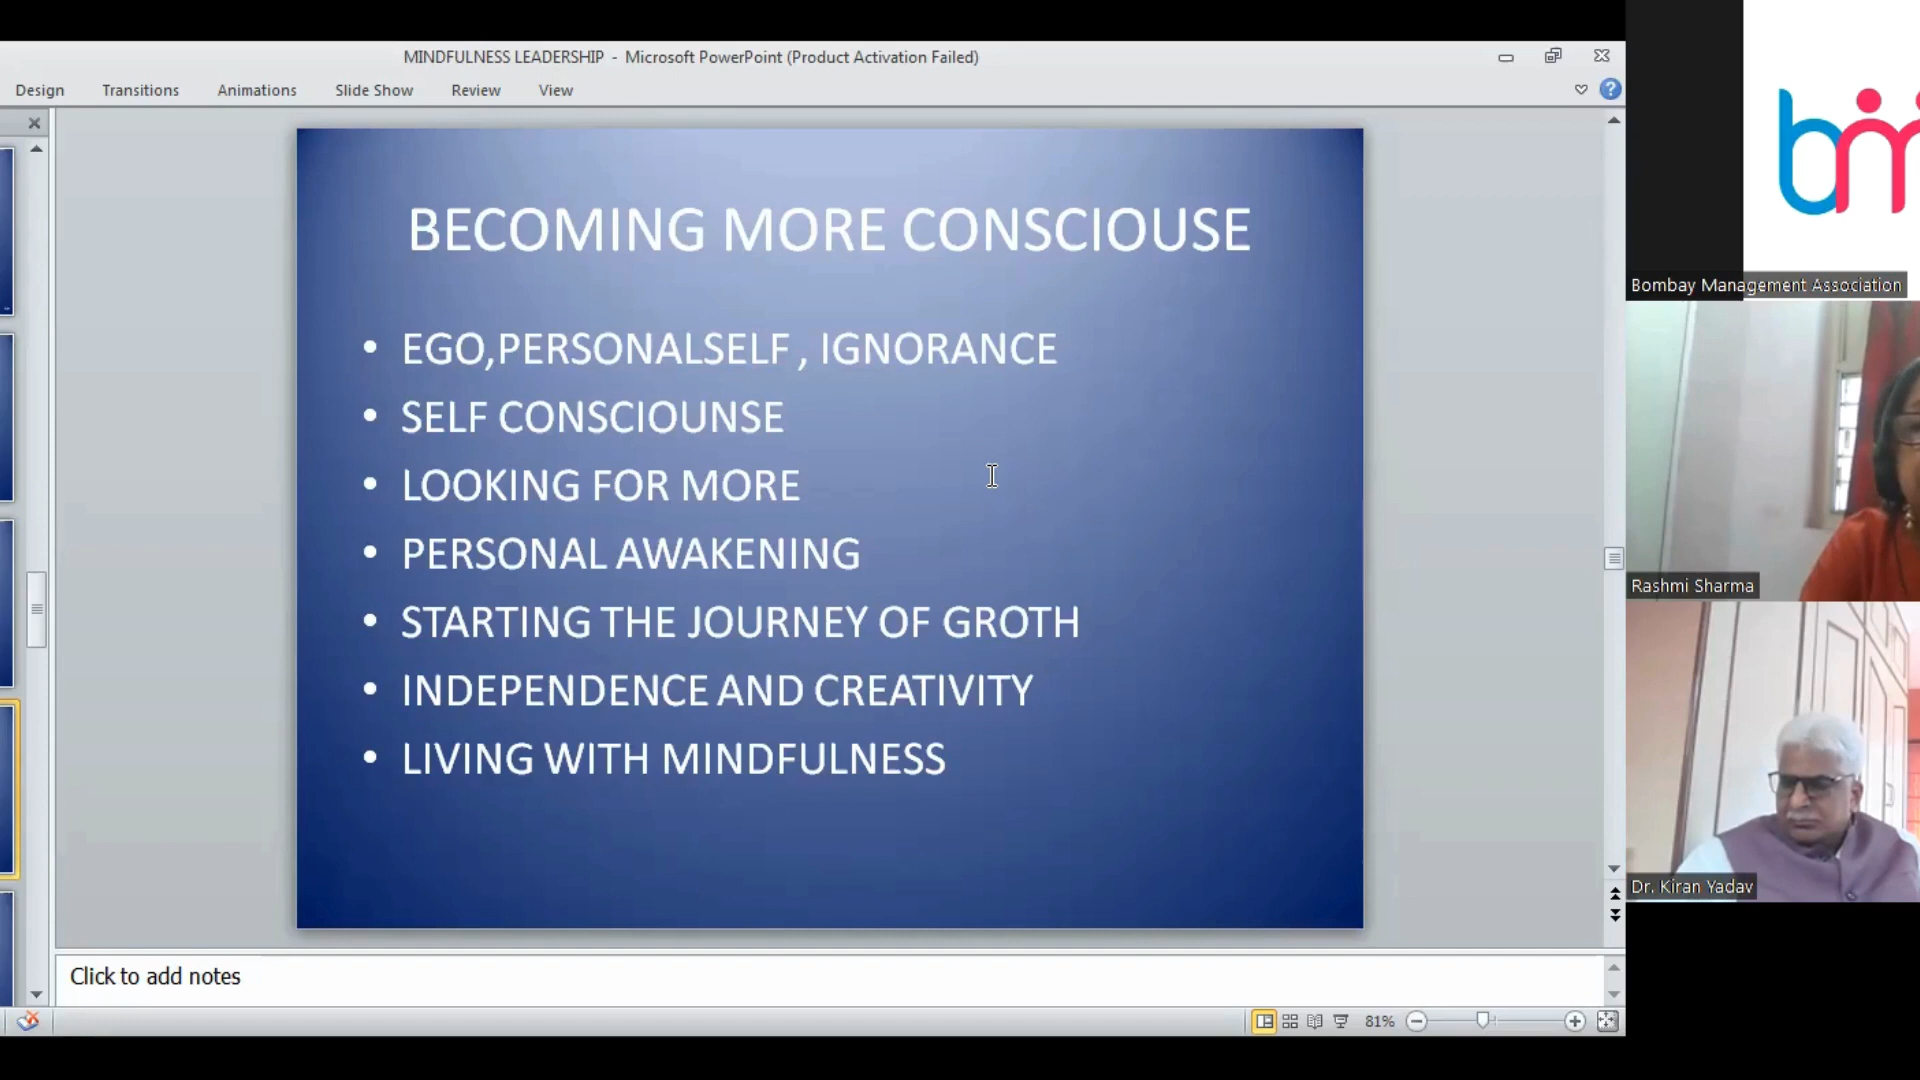 MINDFULNESS LEADERSHIP - Microsoft PowerPoint (Product Activation Failed)
Design Transitions Animations Slide Show Review View
BECOMING MORE CONSCIOUSE
• EGO,PERSONALSELF , IGNORANCE
• SELF CONSCIOUNSE
• LOOKING FOR MORE
• PERSONAL AWAKENING
• STARTING THE JOURNEY OF GROTH
• INDEPENDENCE AND CREATIVITY
• LIVING WITH MINDFULNESS
Click to add notes
81%
bm
Bombay Management Association
Rashmi Sharma
Dr. Kiran Yadav